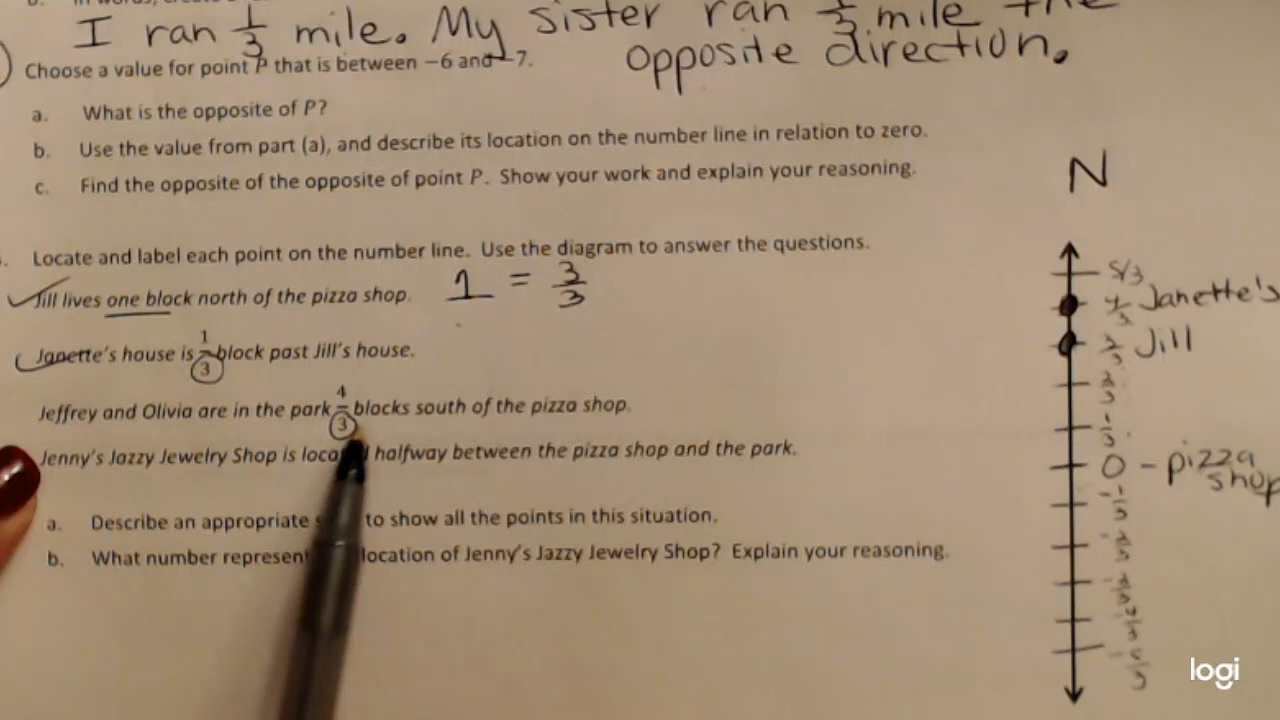 I ran 1/3 mile. My sister ran 1/3 mile the
opposite direction.
Choose a value for point P that is between −6 and −7.
a. What is the opposite of P?
b. Use the value from part (a), and describe its location on the number line in relation to zero.
c. Find the opposite of the opposite of point P. Show your work and explain your reasoning.
N
Locate and label each point on the number line. Use the diagram to answer the questions.
Jill lives one block north of the pizza shop. 1 = 3/3
Janette's house is 1/3 block past Jill's house.
Jeffrey and Olivia are in the park 4/3 blocks south of the pizza shop.
Jenny's Jazzy Jewelry Shop is halfway between the pizza shop and the park.
a. Describe an appropriate to show all the points in this situation.
b. What number location of Jenny's Jazzy Jewelry Shop? Explain your reasoning.
5/3
4/3 Janette's
3/3 Jill
2/3
1/3
0 - pizza
shop
logi